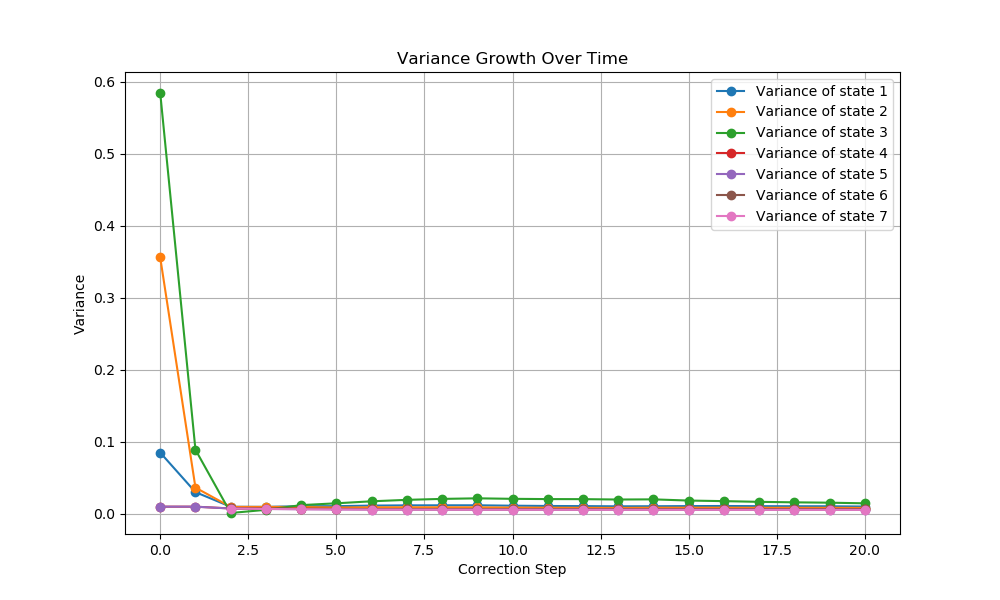 Variance Growth Over Time
0.6
0.5
0.4
0.3
0.2
0.1
0.0
Variance
0.0 2.5 5.0 7.5 10.0 12.5 15.0 17.5 20.0
Correction Step
Variance of state 1
Variance of state 2
Variance of state 3
Variance of state 4
Variance of state 5
Variance of state 6
Variance of state 7